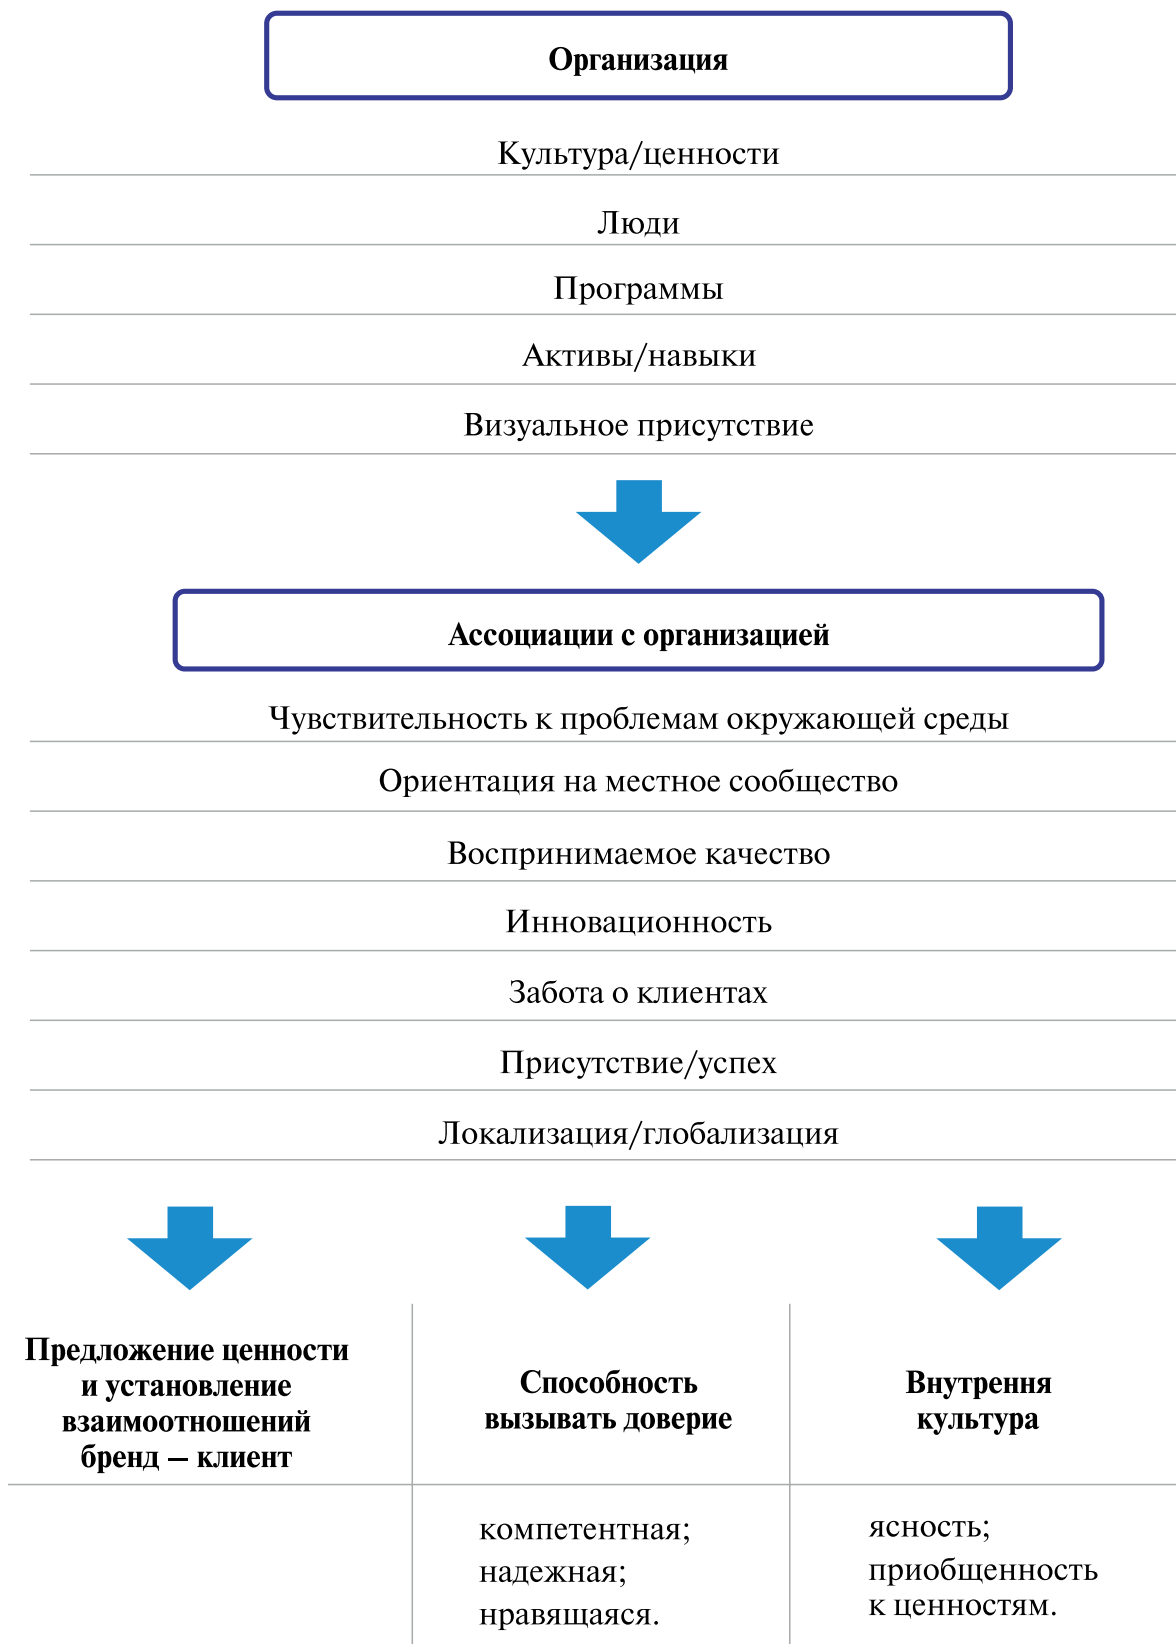 Организация
Культура/ценности
Люди
Программы
Активы/навыки
Визуальное присутствие
Ассоциации с организацией
Чувствительность к проблемам окружающей среды
Ориентация на местное сообщество
Воспринимаемое качество
Инновационность
Забота о клиентах
Присутствие/успех
Локализация/глобализация
Предложение ценности
и установление
взаимоотношений
бренд – клиент
Способность
вызывать доверие
Внутрення
культура
компетентная;
надежная;
нравящаяся.
ясность;
приобщенность
к ценностям.